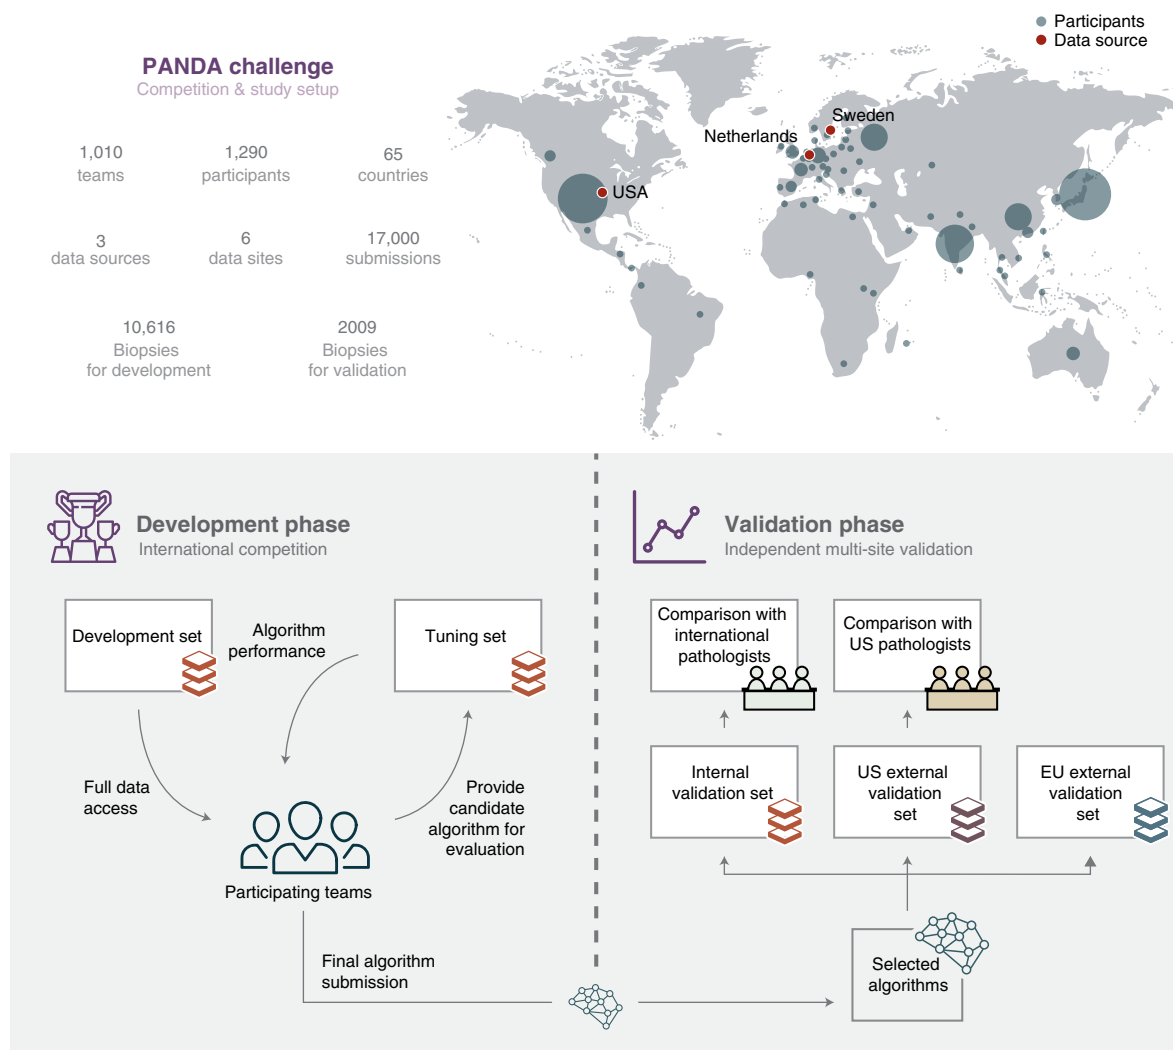 Participants
Data source
PANDA challenge
Competition & study setup
1,010
teams
1,290
participants
65
countries
3
data sources
6
data sites
17,000
submissions
10,616
Biopsies
for development
2009
Biopsies
for validation
Sweden
Netherlands
USA
Development phase
International competition
Development set
Algorithm
performance
Tuning set
Full data
access
Provide
candidate
algorithm for
evaluation
Participating teams
Final algorithm
submission
Validation phase
Independent multi-site validation
Comparison with
international
pathologists
Comparison with
US pathologists
Internal
validation set
US external
validation
set
EU external
validation
set
Selected
algorithms